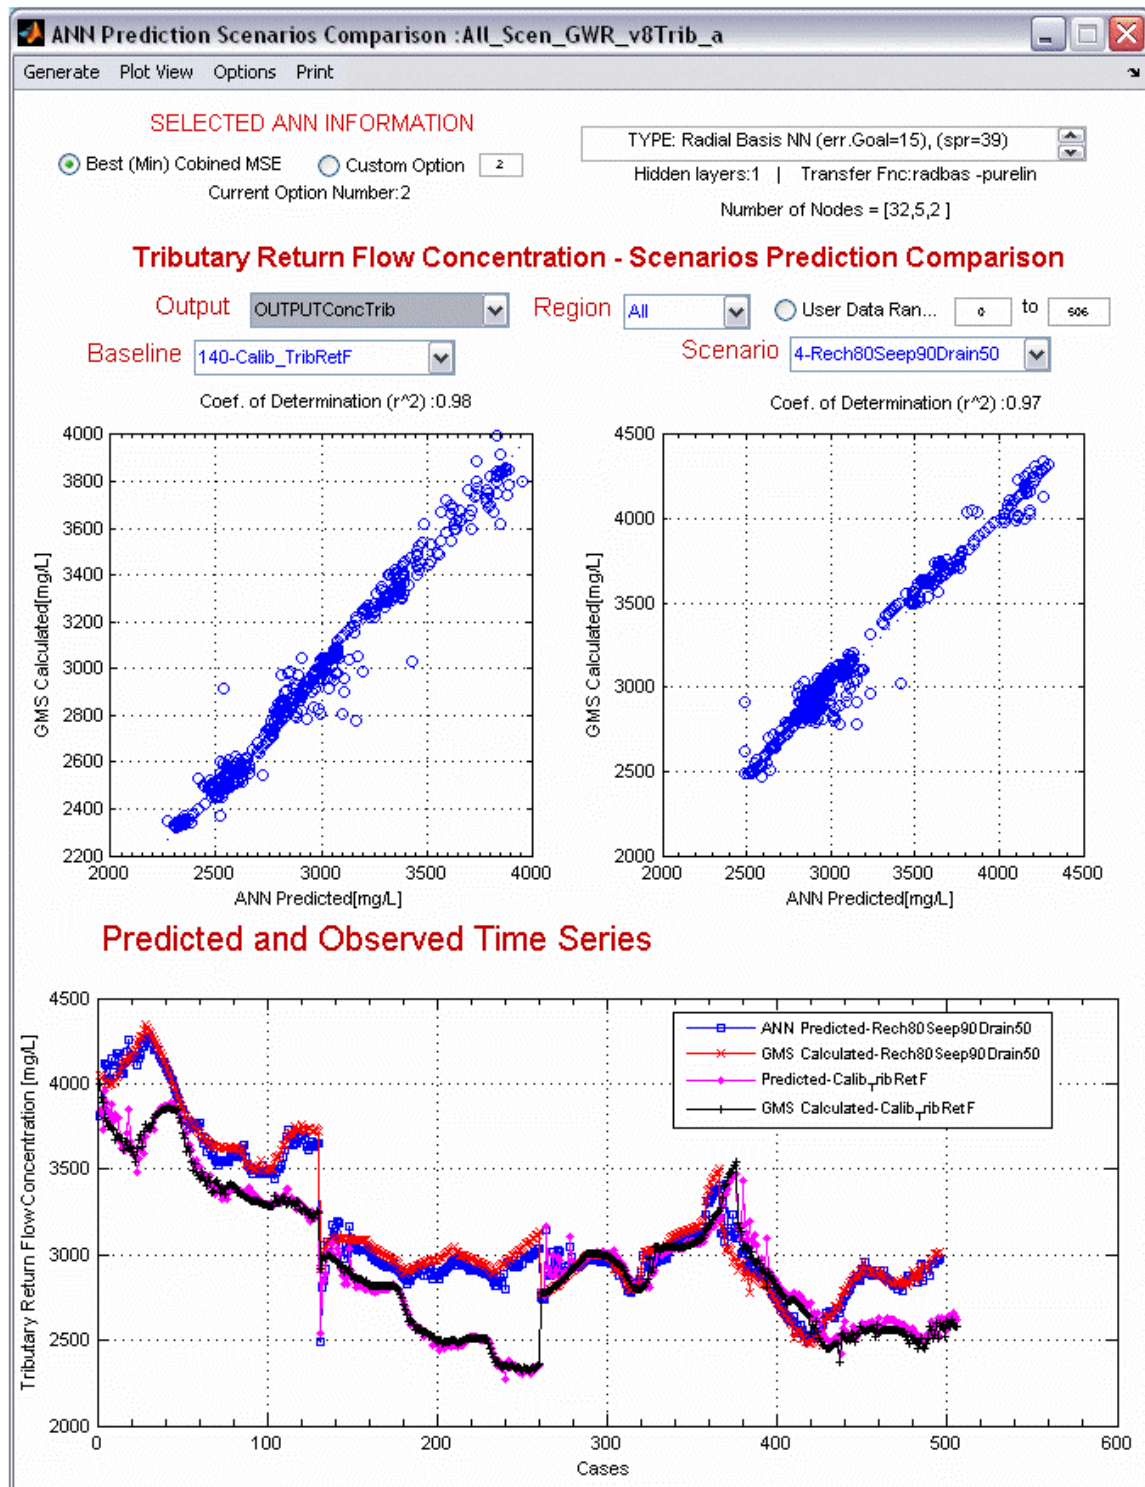 ANN Prediction Scenarios Comparison :All_Scen_GWR_v8Trib_a
Generate Plot View Options Print
SELECTED ANN INFORMATION
Best (Min) Cobined MSE Custom Option 2
Current Option Number:2
TYPE: Radial Basis NN (err.Goal=15), (spr=39)
Hidden layers:1 | Transfer Fnc:radbas -purelin
Number of Nodes = [32,5,2 ]
Tributary Return Flow Concentration - Scenarios Prediction Comparison
Output OUTPUTConcTrib Region All User Data Ran... 0 to 506
Baseline 140-Calib_TribRetF Scenario 4-Rech80Seep90Drain50
Coef. of Determination (r^2) :0.98
4000
3800
3600
3400
3200
3000
2800
2600
2400
2200
GMS Calculated[mg/L]
2000 2500 3000 3500 4000
ANN Predicted[mg/L]
Coef. of Determination (r^2) :0.97
4500
4000
3500
3000
2500
2000
GMS Calculated[mg/L]
2000 2500 3000 3500 4000 4500
ANN Predicted[mg/L]
Predicted and Observed Time Series
4500
4000
3500
3000
2500
2000
Tributary Return Flow Concentration [mg/L]
ANN Predicted-Rech80Seep90Drain50
GMS Calculated-Rech80Seep90Drain50
Predicted-Calib_TribRetF
GMS Calculated-Calib_TribRetF
0 100 200 300 400 500 600
Cases